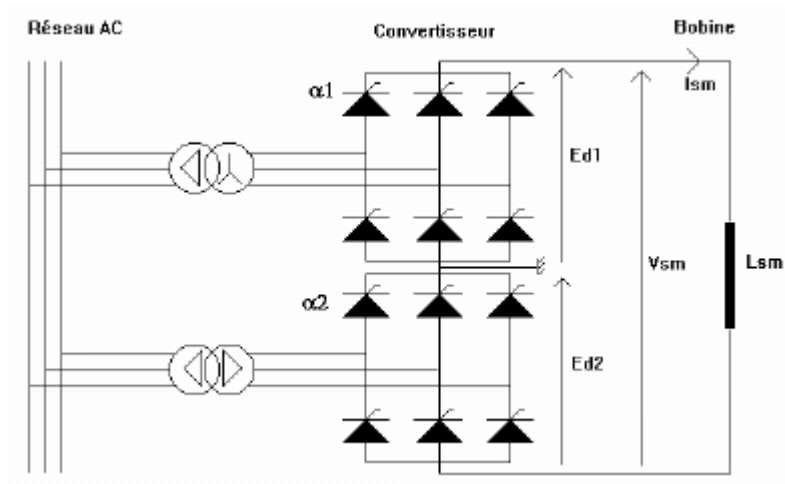 Réseau AC
Convertisseur
Bobine
α1
Ism
Ed1
Vsm
Lsm
α2
Ed2